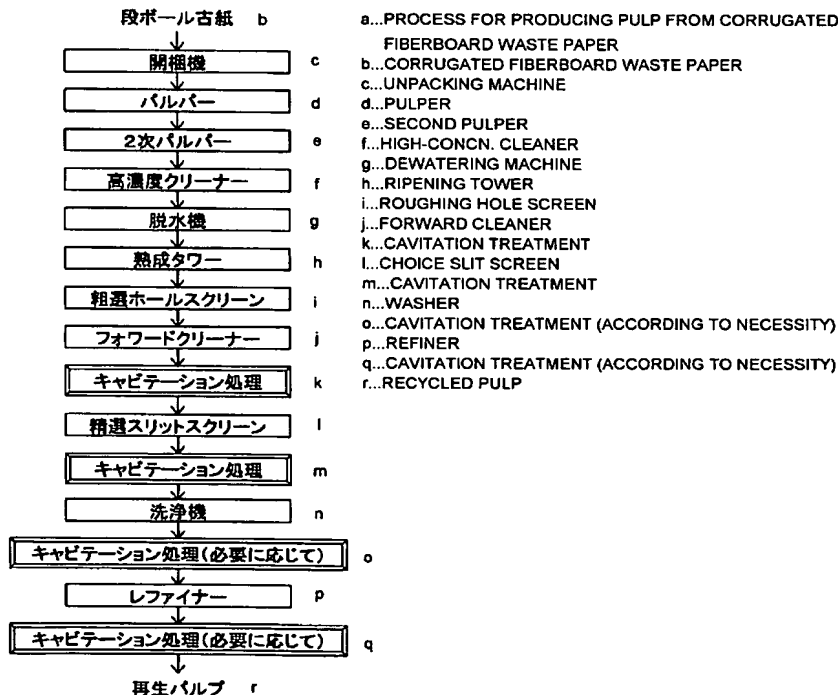 段ボール古紙 b
開梱機 c
パルパー d
2次パルパー e
高濃度クリーナー f
脱水機 g
熟成タワー h
粗選ホールスクリーン i
フォワードクリーナー j
キャビテーション処理 k
精選スリットスクリーン l
キャビテーション処理 m
洗浄機 n
キャビテーション処理(必要に応じて) o
レファイナー p
キャビテーション処理(必要に応じて) q
再生パルプ r
a...PROCESS FOR PRODUCING PULP FROM CORRUGATED
FIBERBOARD WASTE PAPER
b...CORRUGATED FIBERBOARD WASTE PAPER
c...UNPACKING MACHINE
d...PULPER
e...SECOND PULPER
f...HIGH-CONCN. CLEANER
g...DEWATERING MACHINE
h...RIPENING TOWER
i...ROUGHING HOLE SCREEN
j...FORWARD CLEANER
k...CAVITATION TREATMENT
l...CHOICE SLIT SCREEN
m...CAVITATION TREATMENT
n...WASHER
o...CAVITATION TREATMENT (ACCORDING TO NECESSITY)
p...REFINER
q...CAVITATION TREATMENT (ACCORDING TO NECESSITY)
r...RECYCLED PULP